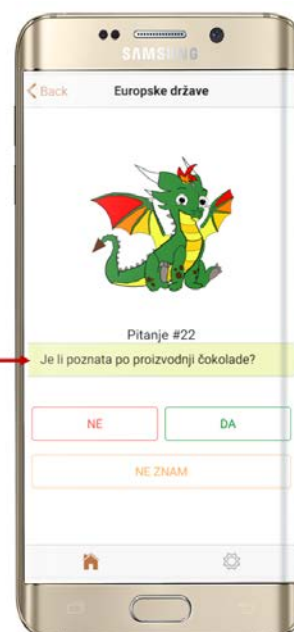 SAMSUNG
Back
Europske države
Pitanje #22
Je li poznata po proizvodnji čokolade?
NE
DA
NE ZNAM